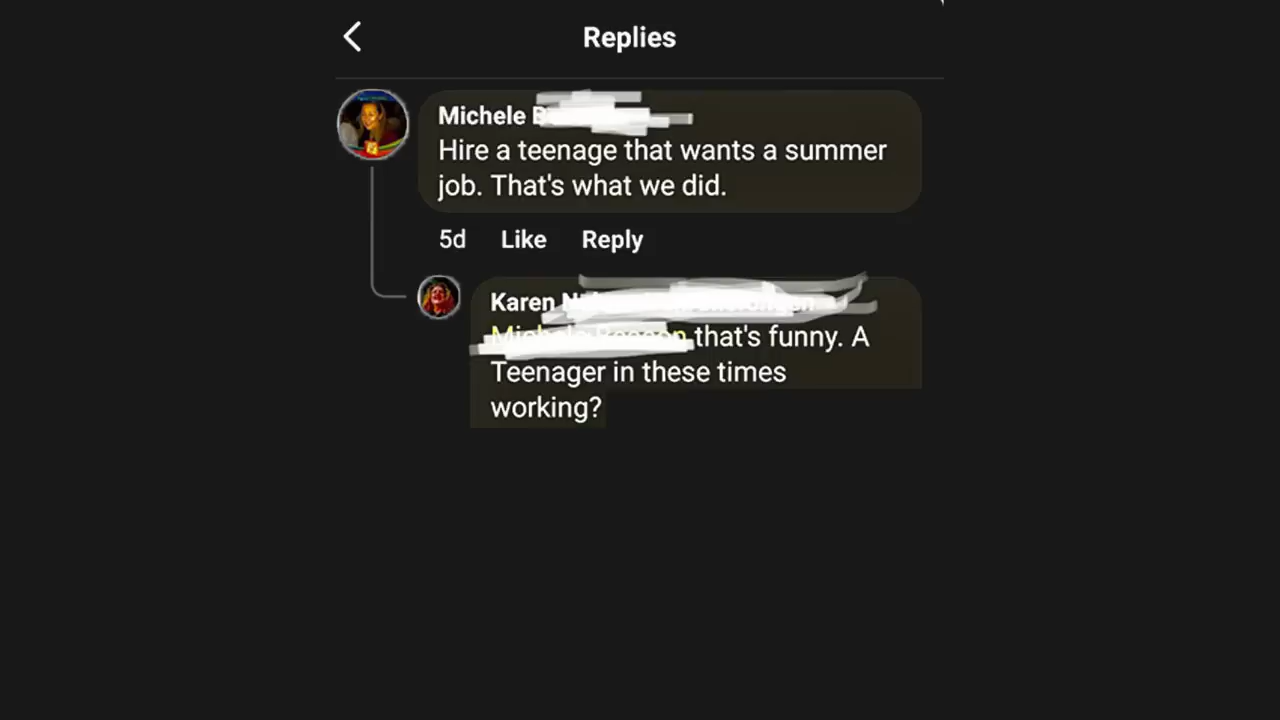 Replies
Michele
Hire a teenage that wants a summer
job. That's what we did.
5d Like Reply
Karen
that's funny. A
Teenager in these times
working?